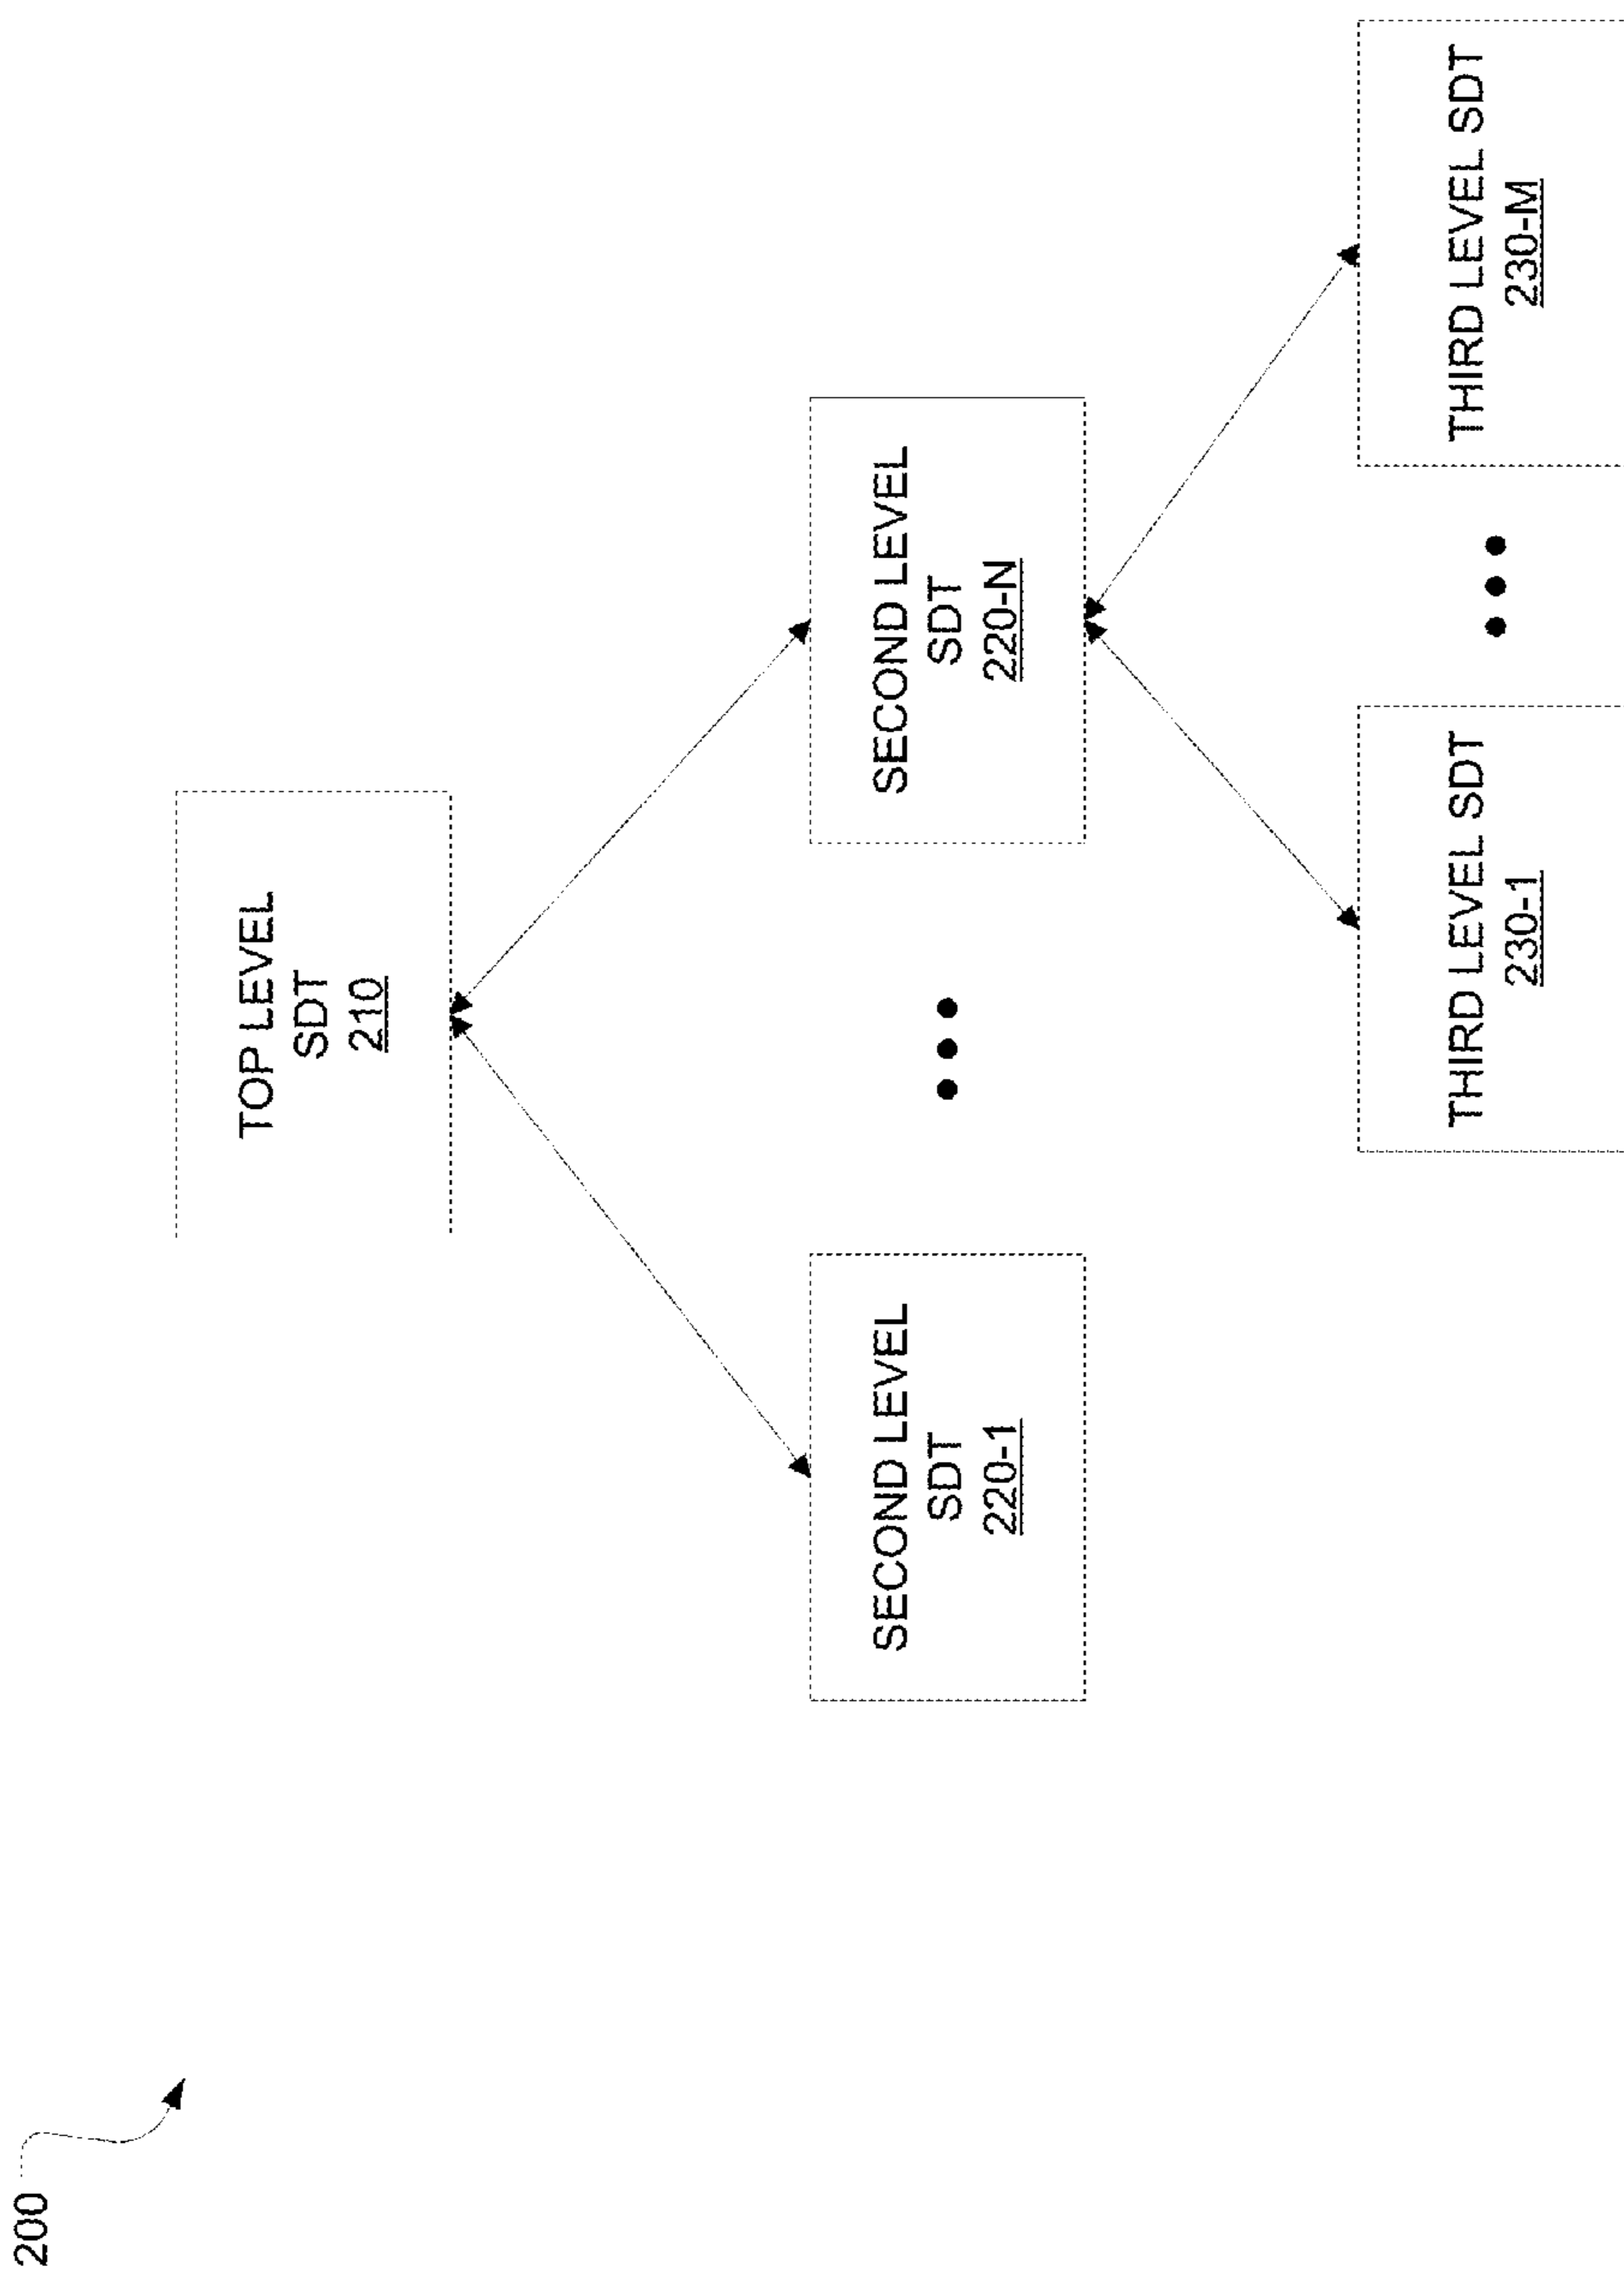 200
TOP LEVEL
SDT
210
SECOND LEVEL
SDT
220-1
SECOND LEVEL
SDT
220-N
THIRD LEVEL SDT
230-1
THIRD LEVEL SDT
230-M